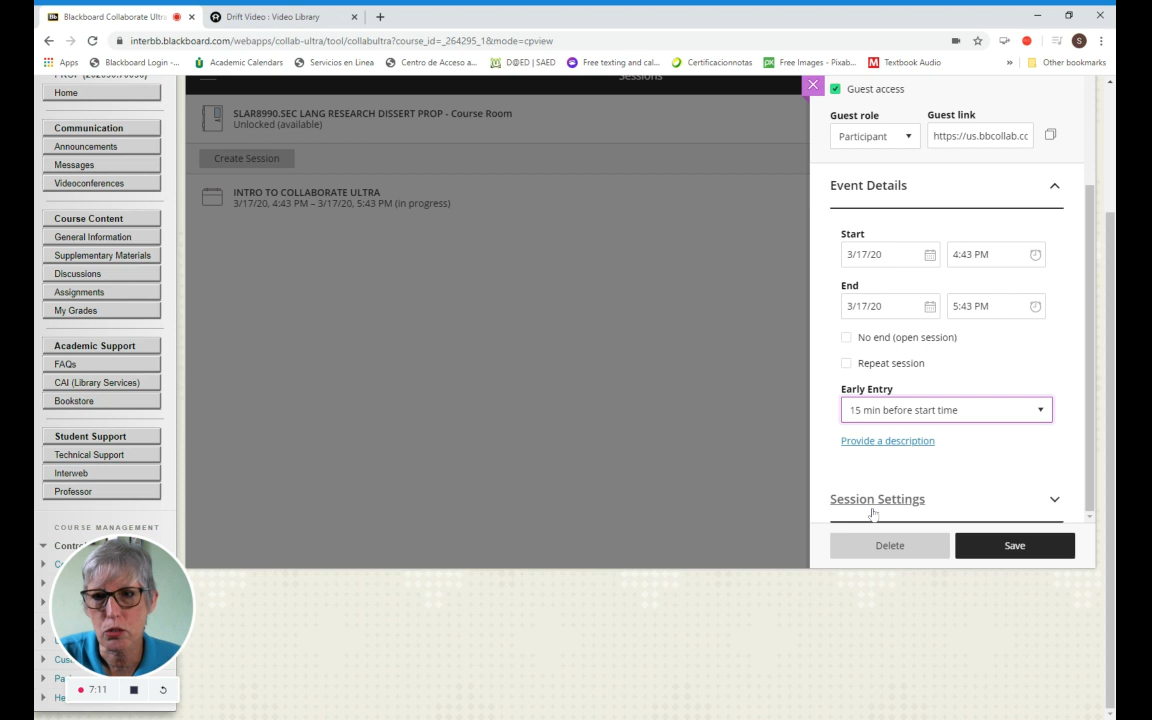 Blackboard Collaborate Ultra
Drift Video : Video Library
interbb.blackboard.com/webapps/collab-ultra/tool/collabultra?course_id=_264295_1&mode=cpview
S
Apps
Blackboard Login -...
Academic Calendars
Servicios en Linea
Centro de Acceso a...
D@ED | SAED
Free texting and cal...
Certificacionnotas
Free Images - Pixab...
Textbook Audio
»
Other bookmarks
Sessions
Home
Communication
Announcements
Messages
Videoconferences
Course Content
General Information
Supplementary Materials
Discussions
Assignments
My Grades
Academic Support
FAQs
CAI (Library Services)
Bookstore
Student Support
Technical Support
Interweb
Professor
COURSE MANAGEMENT
7:11
SLAR8990.SEC LANG RESEARCH DISSERT PROP - Course Room
Unlocked (available)
Create Session
INTRO TO COLLABORATE ULTRA
3/17/20, 4:43 PM – 3/17/20, 5:43 PM (in progress)
Guest access
Guest role
Guest link
Participant
https://us.bbcollab.cc
Event Details
Start
3/17/20
4:43 PM
End
3/17/20
5:43 PM
No end (open session)
Repeat session
Early Entry
15 min before start time
Provide a description
Session Settings
Delete
Save